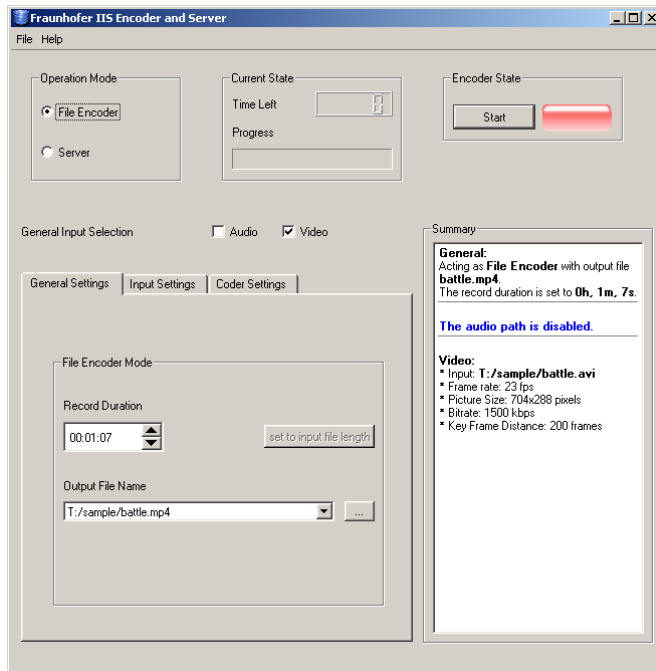 Fraunhofer IIS Encoder and Server
File Help
Operation Mode
File Encoder
Server
Current State
Time Left
0
Progress
Encoder State
Start
General Input Selection
Audio
Video
General Settings
Input Settings
Coder Settings
File Encoder Mode
Record Duration
00:01:07
set to input file length
Output File Name
T:/sample/battle.mp4
...
Summary
General:
Acting as File Encoder with output file
battle.mp4.
The record duration is set to 0h, 1m, 7s.
The audio path is disabled.
Video:
* Input: T:/sample/battle.avi
* Frame rate: 23 fps
* Picture Size: 704x288 pixels
* Bitrate: 1500 kbps
* Key Frame Distance: 200 frames